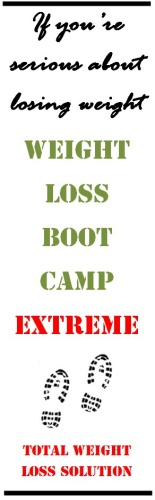 If you're
serious about
losing weight
WEIGHT
LOSS
BOOT
CAMP
EXTREME
TOTAL WEIGHT
LOSS SOLUTION